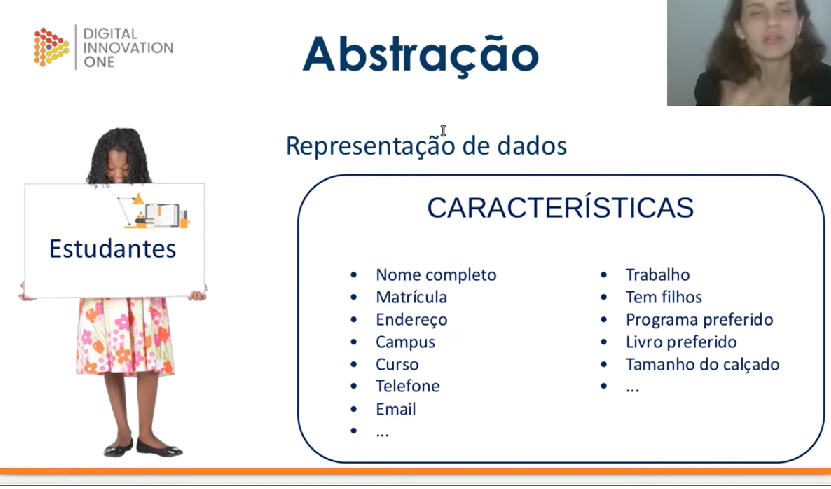 DIGITAL
INNOVATION
ONE
Abstração
Representação de dados
Estudantes
CARACTERÍSTICAS
• Nome completo
• Matrícula
• Endereço
• Campus
• Curso
• Telefone
• Email
• ...
• Trabalho
• Tem filhos
• Programa preferido
• Livro preferido
• Tamanho do calçado
• ...